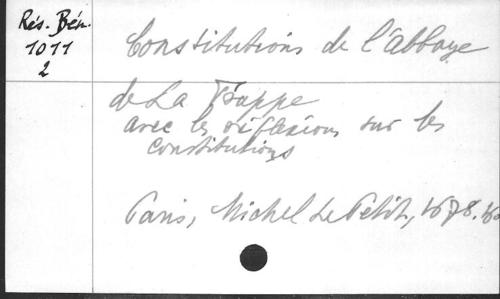 Rés. Bén.
1011
2
Constitutions de l'abbaye
de La Trappe
avec les réflexions sur les
constitutions
Paris, Michel Le Petit, 1678.